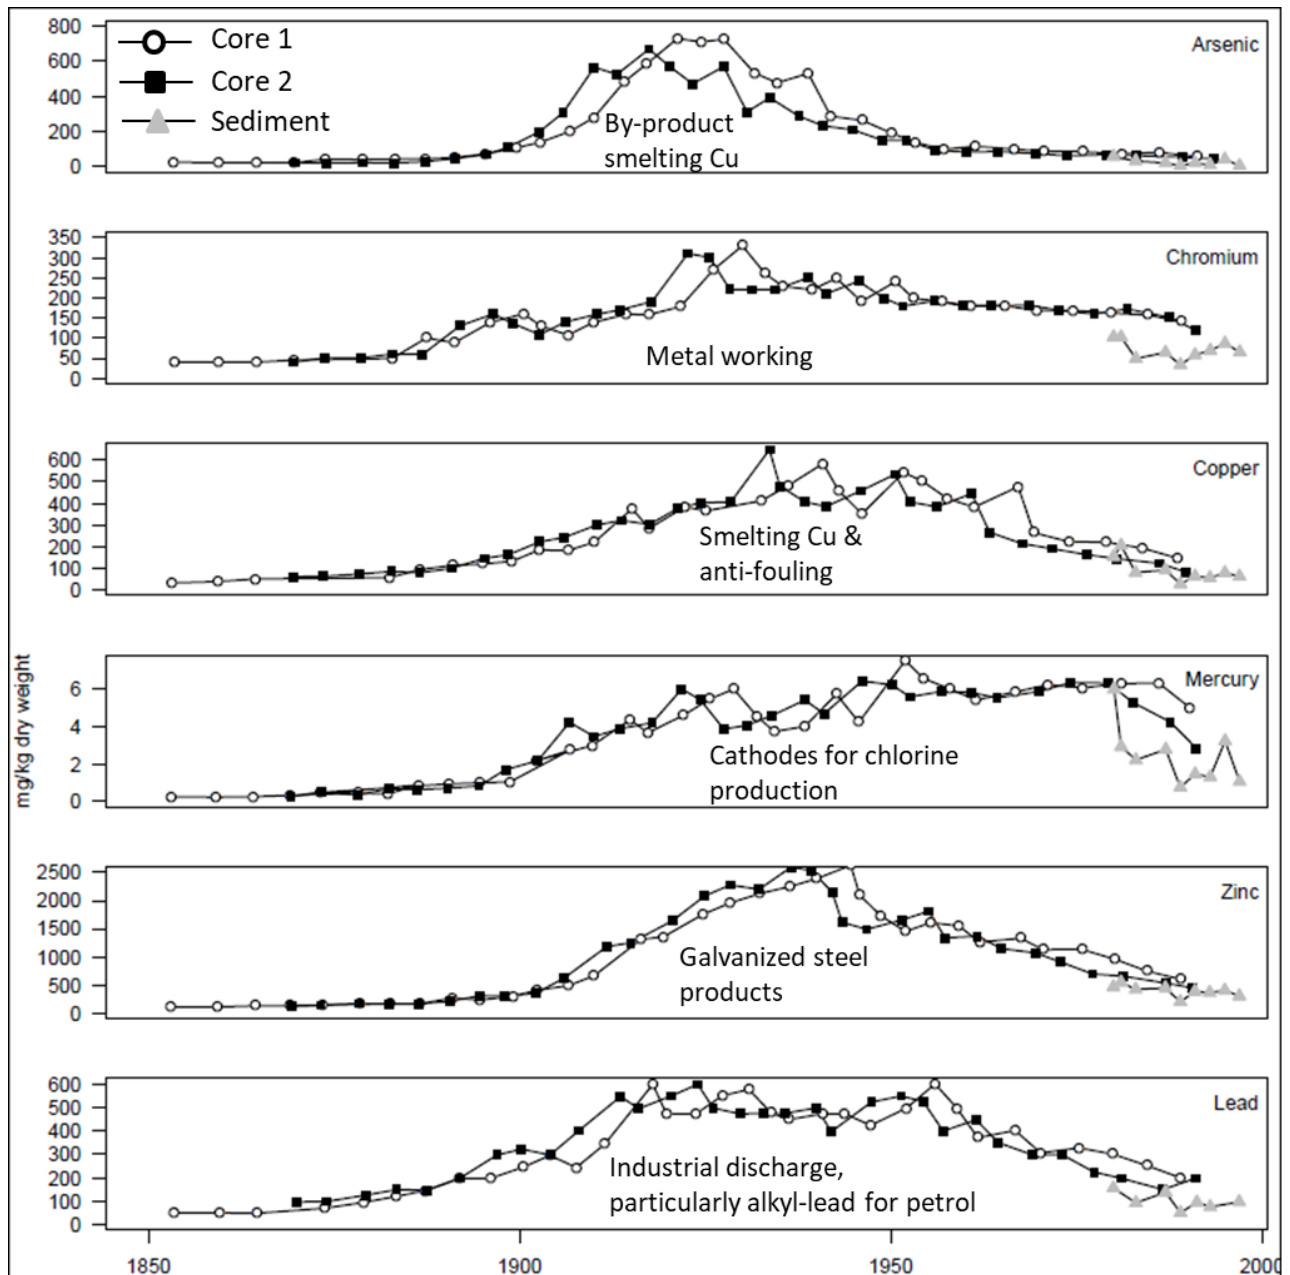 800
600
400
200
0
Core 1
Core 2
Sediment
Arsenic
By-product
smelting Cu
350
300
250
200
150
100
50
0
Chromium
Metal working
600
500
400
300
200
100
0
Copper
Smelting Cu &
anti-fouling
mg/kg dry weight
6
4
2
0
Mercury
Cathodes for chlorine
production
2500
2000
1500
1000
500
0
Zinc
Galvanized steel
products
600
500
400
300
200
100
0
Lead
Industrial discharge,
particularly alkyl-lead for petrol
1850
1900
1950
2000